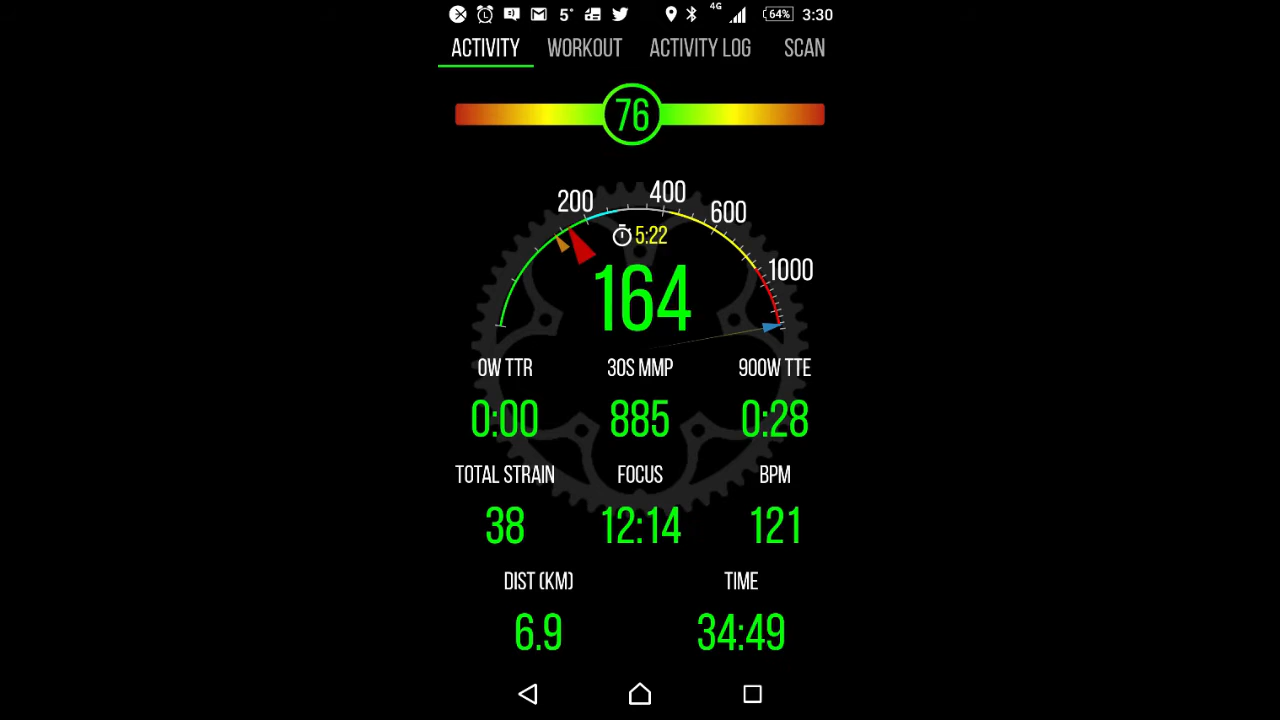 5° 4G 64% 3:30
ACTIVITY WORKOUT ACTIVITY LOG SCAN
76
200 400 600 1000
5:22
164
0W TTR 30S MMP 900W TTE
0:00 885 0:28
TOTAL STRAIN FOCUS BPM
38 12:14 121
DIST (KM) TIME
6.9 34:49